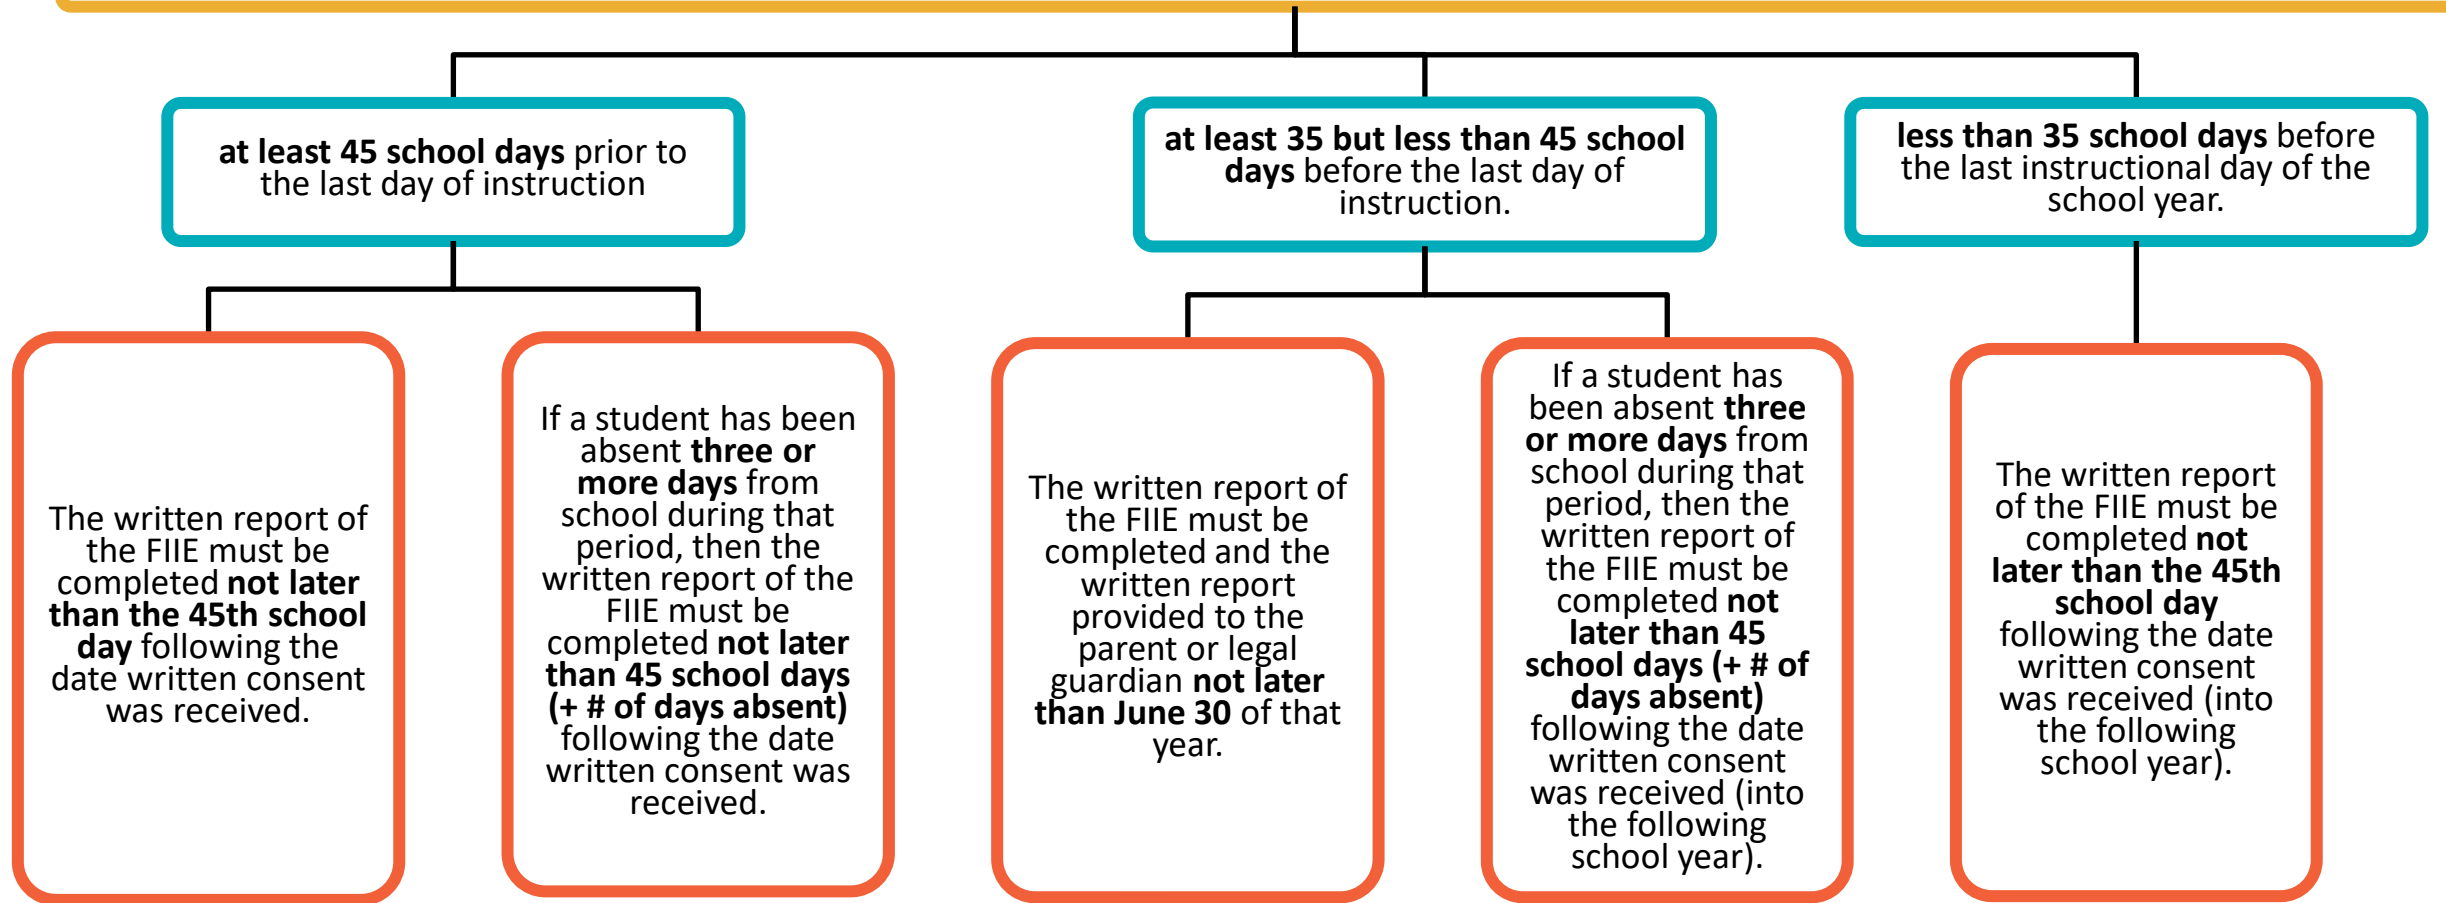 at least 45 school days prior to
the last day of instruction
at least 35 but less than 45 school
days before the last day of
instruction.
less than 35 school days before
the last instructional day of the
school year.
The written report of
the FIIE must be
completed not later
than the 45th school
day following the
date written consent
was received.
If a student has been
absent three or
more days from
school during that
period, then the
written report of the
FIIE must be
completed not later
than 45 school days
(+ # of days absent)
following the date
written consent was
received.
The written report of
the FIIE must be
completed and the
written report
provided to the
parent or legal
guardian not later
than June 30 of that
year.
If a student has
been absent three
or more days from
school during that
period, then the
written report of
the FIIE must be
completed not
later than 45
school days (+ # of
days absent)
following the date
written consent
was received (into
the following
school year).
The written report
of the FIIE must be
completed not
later than the 45th
school day
following the date
written consent
was received (into
the following
school year).